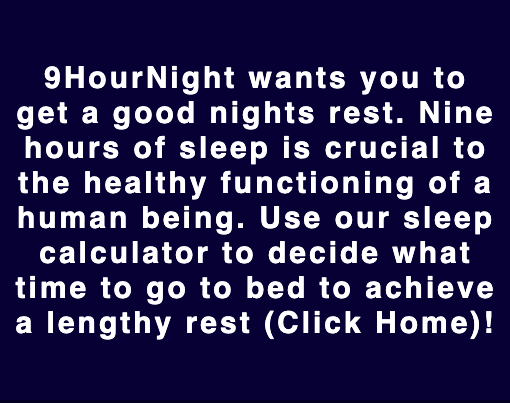 9HourNight wants you to
get a good nights rest. Nine
hours of sleep is crucial to
the healthy functioning of a
human being. Use our sleep
calculator to decide what
time to go to bed to achieve
a lengthy rest (Click Home)!